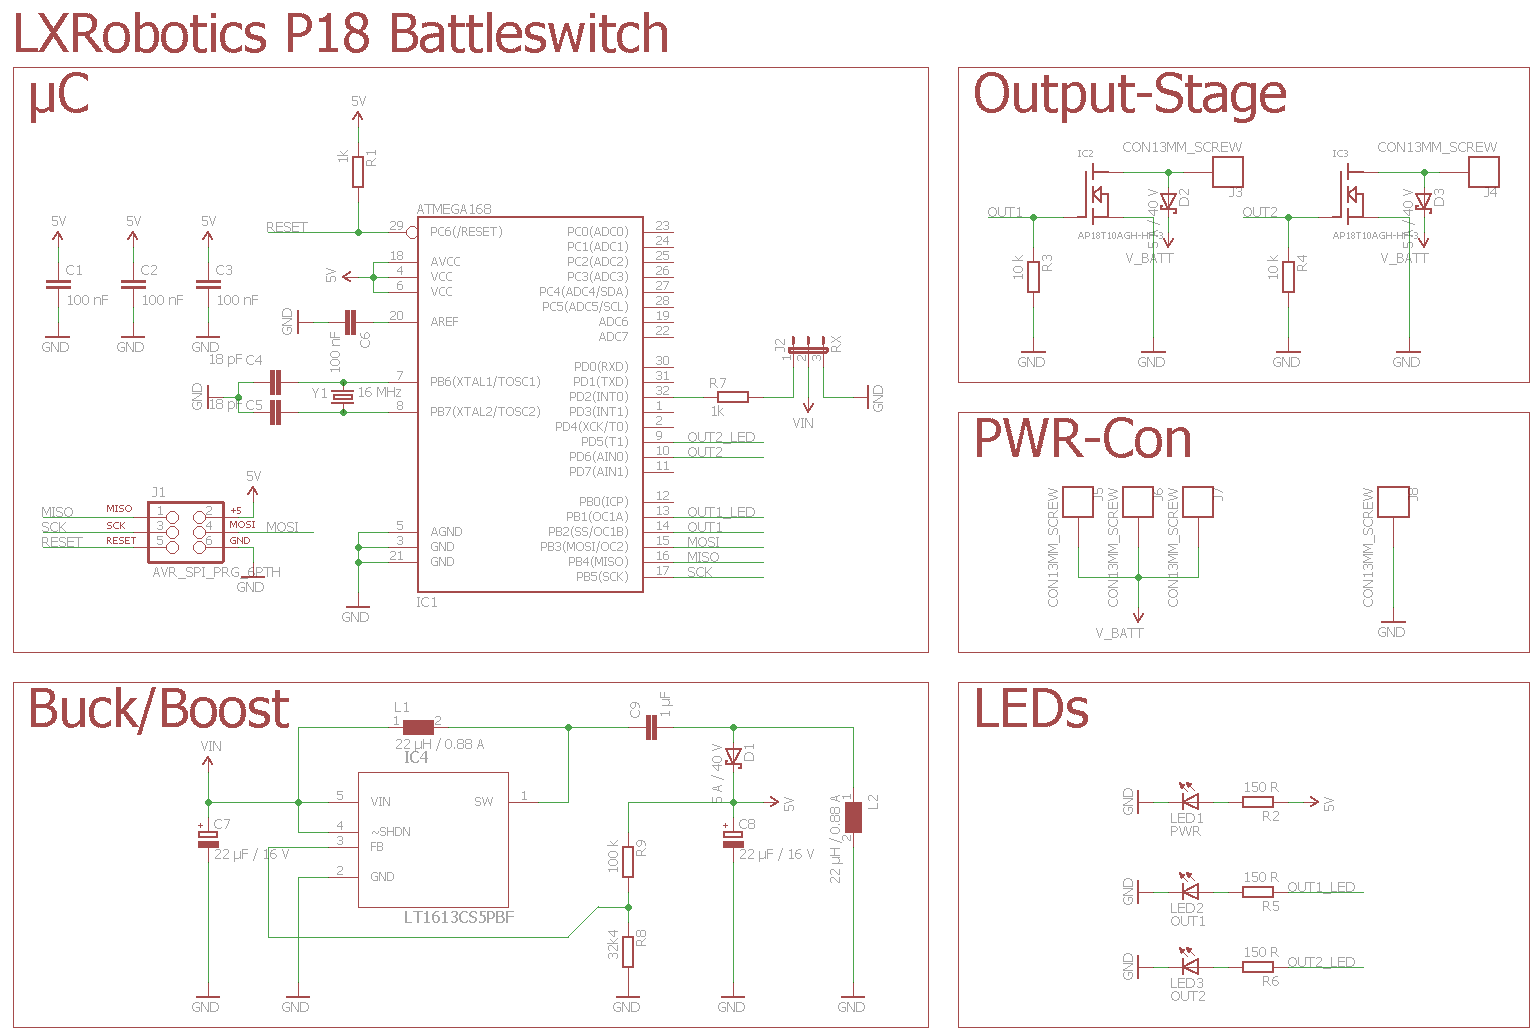 LXRobotics P18 Battleswitch
µC
5V
1k
R1
RESET
ATMEGA168
29
PC6(/RESET)
18
AVCC
4
VCC
6
VCC
5V
20
AREF
GND
C6
100 nF
7
PB6(XTAL1/TOSC1)
8
PB7(XTAL2/TOSC2)
5
AGND
3
GND
21
GND
GND
IC1
PC0(ADC0)
23
PC1(ADC1)
24
PC2(ADC2)
25
PC3(ADC3)
26
PC4(ADC4/SDA)
27
PC5(ADC5/SCL)
28
ADC6
19
ADC7
22
PD0(RXD)
30
PD1(TXD)
31
PD2(INT0)
32
PD3(INT1)
1
PD4(XCK/T0)
2
PD5(T1)
9
OUT2_LED
PD6(AIN0)
10
OUT2
PD7(AIN1)
11
PB0(ICP)
12
PB1(OC1A)
13
OUT1_LED
PB2(SS/OC1B)
14
OUT1
PB3(MOSI/OC2)
15
MOSI
PB4(MISO)
16
MISO
PB5(SCK)
17
SCK
5V
C1
100 nF
GND
5V
C2
100 nF
GND
5V
C3
100 nF
GND
18 pF C4
18 pF C5
GND
Y1
16 MHz
R7
1k
J2
1
2
3
RX
VIN
GND
J1
MISO
MISO
1
2
+5
5V
SCK
SCK
3
4
MOSI
MOSI
RESET
RESET
5
6
GND
AVR_SPI_PRG_6PTH
GND
Output-Stage
IC2
CON13MM_SCREW
J3
OUT1
5 A / 40 V
D2
AP18T10AGH-HF-3
V_BATT
10 k
R3
GND
GND
IC3
CON13MM_SCREW
J4
OUT2
5 A / 40 V
D3
AP18T10AGH-HF-3
V_BATT
10 k
R4
GND
GND
PWR-Con
CON13MM_SCREW
J5
CON13MM_SCREW
J6
CON13MM_SCREW
J7
V_BATT
CON13MM_SCREW
J8
GND
Buck/Boost
VIN
L1
1
2
22 µH / 0.88 A
IC4
5
VIN
SW
1
4
~SHDN
3
FB
2
GND
LT1613CS5PBF
C7
+
22 µF / 16 V
GND
GND
C9
1 µF
D1
5 A / 40 V
5V
100 k
R9
32k4
R8
GND
C8
+
22 µF / 16 V
GND
L2
1
2
22 µH / 0.88 A
GND
LEDs
GND
LED1
PWR
150 R
R2
5V
GND
LED2
OUT1
150 R
R5
OUT1_LED
GND
LED3
OUT2
150 R
R6
OUT2_LED